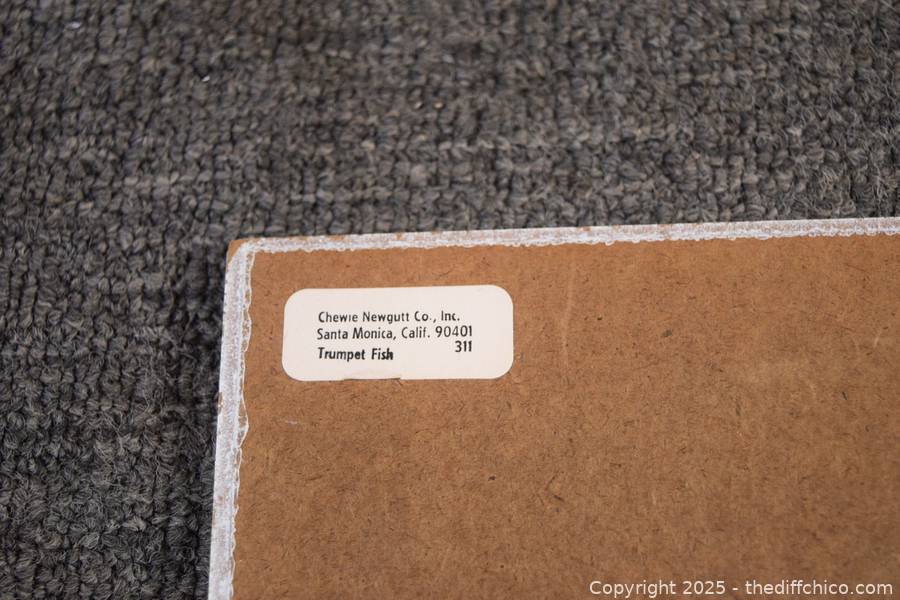 Chewie Newgutt Co., Inc.
Santa Monica, Calif. 90401
Trumpet Fish 311
Copyright 2025 - thediffchico.com